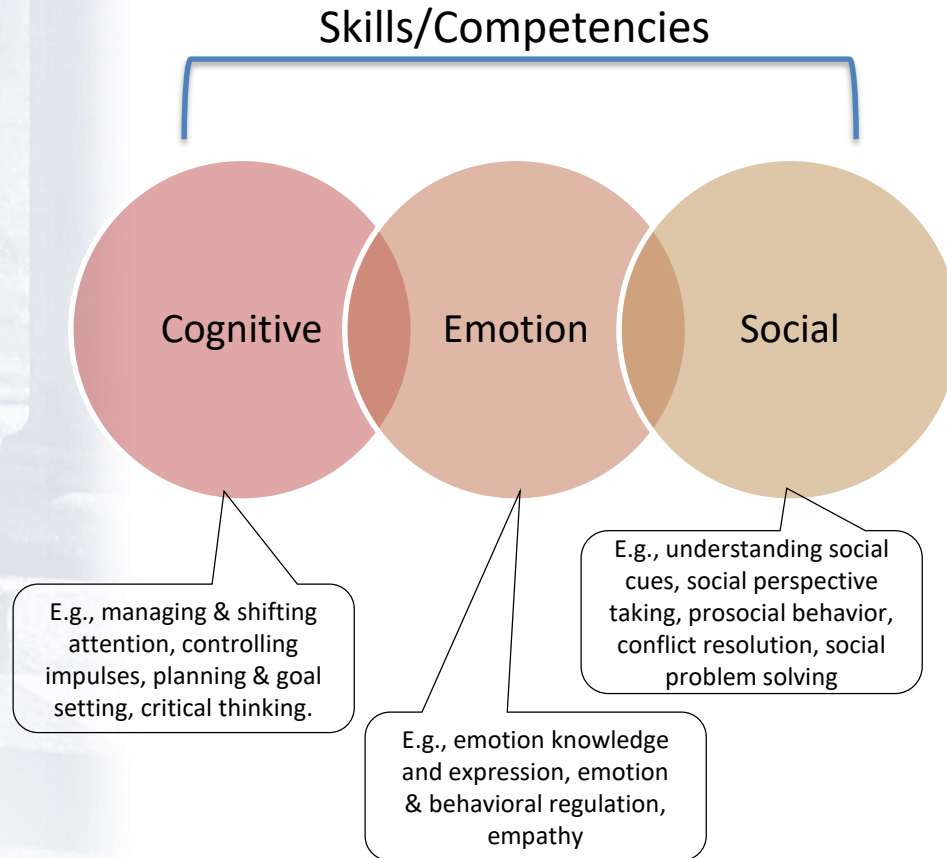 Skills/Competencies
Cognitive
Emotion
Social
E.g., managing & shifting
attention, controlling
impulses, planning & goal
setting, critical thinking.
E.g., emotion knowledge
and expression, emotion
& behavioral regulation,
empathy
E.g., understanding social
cues, social perspective
taking, prosocial behavior,
conflict resolution, social
problem solving